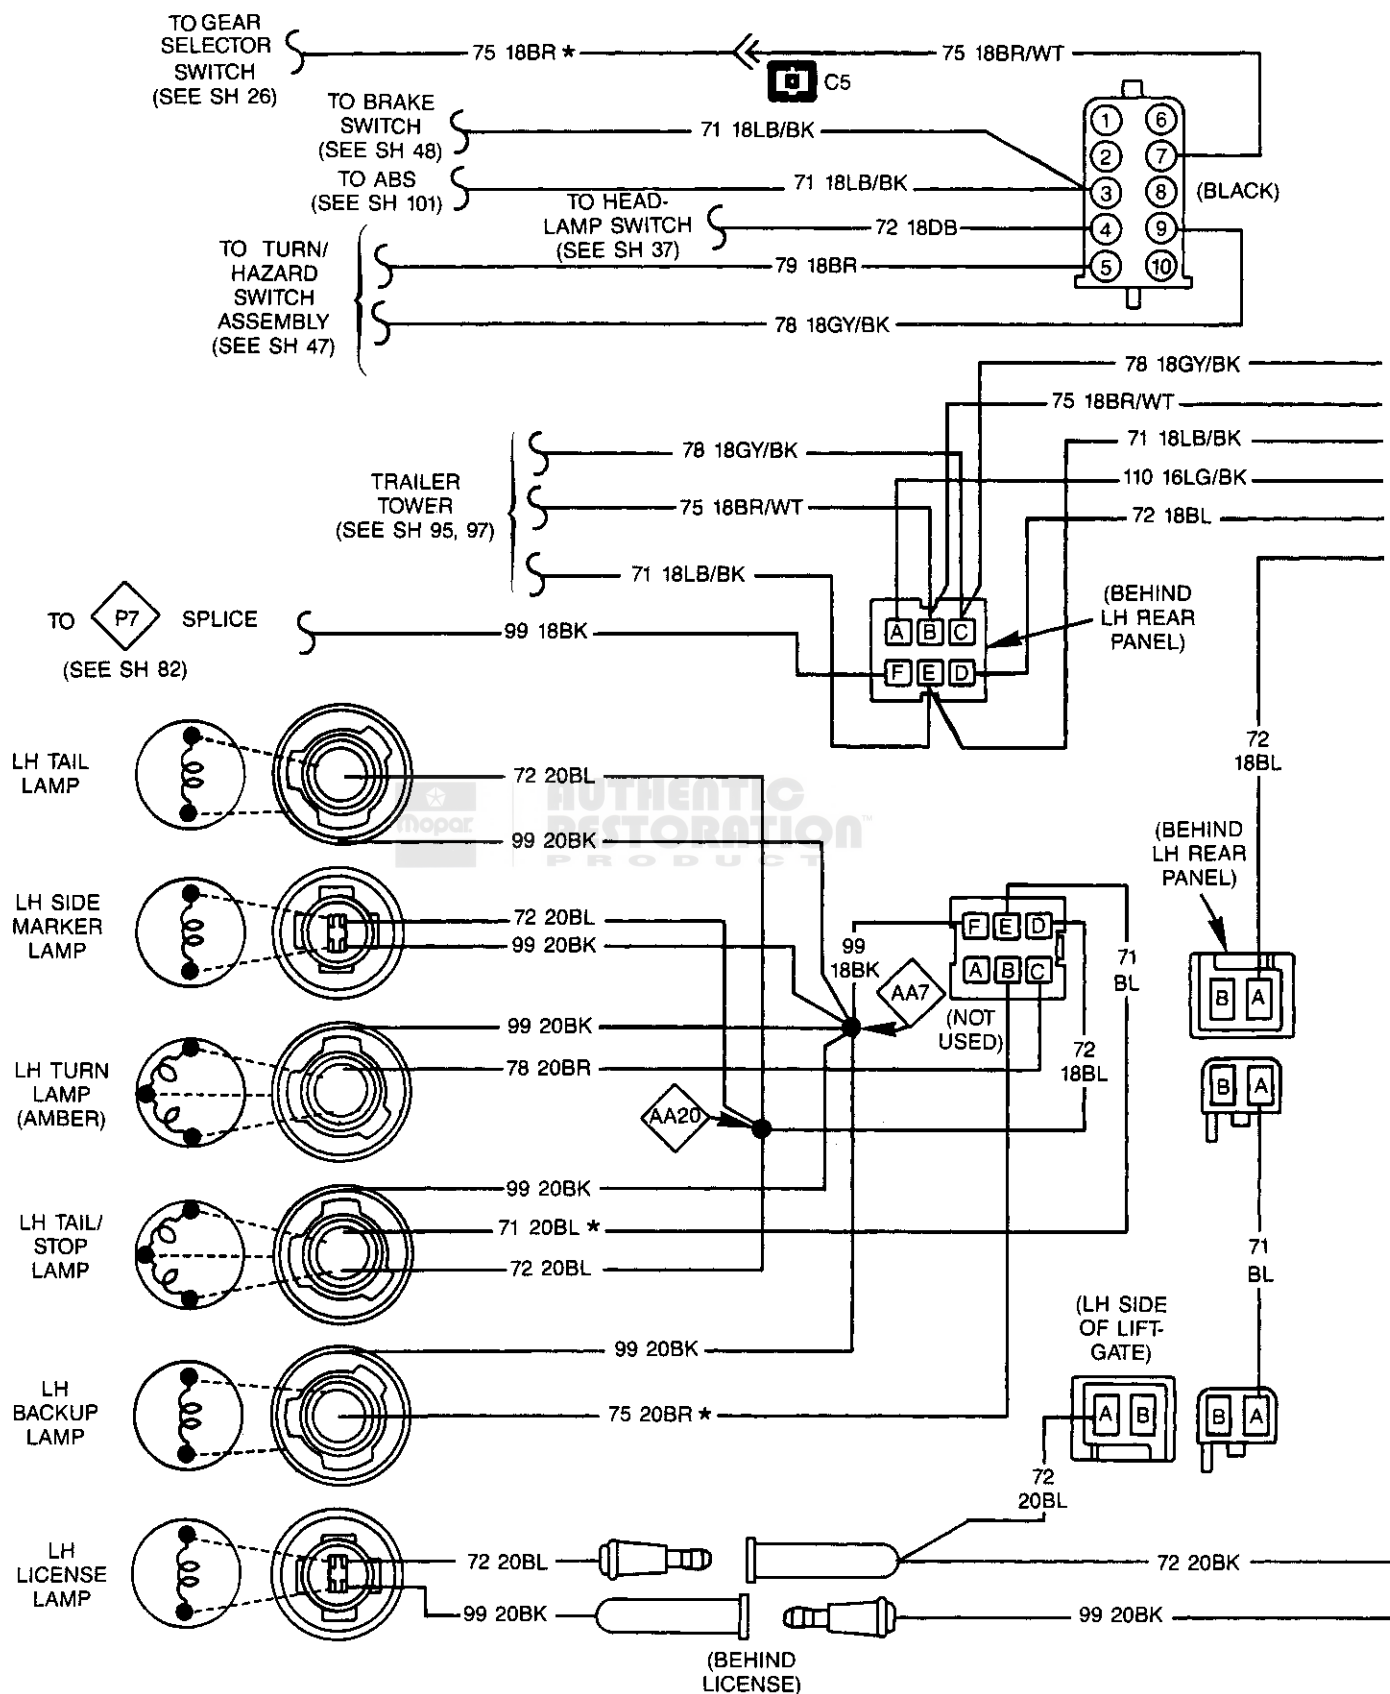 TO GEAR
SELECTOR
SWITCH
(SEE SH 26)
75 18BR *
75 18BR/WT
C5
TO BRAKE
SWITCH
(SEE SH 48)
71 18LB/BK
TO ABS
(SEE SH 101)
71 18LB/BK
TO HEAD-
LAMP SWITCH
(SEE SH 37)
72 18DB
1 6
2 7
3 8
4 9
5 10
(BLACK)
TO TURN/
HAZARD
SWITCH
ASSEMBLY
(SEE SH 47)
79 18BR
78 18GY/BK
78 18GY/BK
75 18BR/WT
71 18LB/BK
110 16LG/BK
72 18BL
TRAILER
TOWER
(SEE SH 95, 97)
78 18GY/BK
75 18BR/WT
71 18LB/BK
TO P7 SPLICE
(SEE SH 82)
99 18BK
A B C
F E D
(BEHIND
LH REAR
PANEL)
72
18BL
LH TAIL
LAMP
72 20BL
99 20BK
Mopar
AUTHENTIC
RESTORATION™
PRODUCT
(BEHIND
LH REAR
PANEL)
B A
B A
LH SIDE
MARKER
LAMP
72 20BL
99 20BK
99
18BK
AA7
F E D
A B C
(NOT
USED)
71
BL
72
18BL
LH TURN
LAMP
(AMBER)
99 20BK
78 20BR
AA20
LH TAIL/
STOP
LAMP
99 20BK
71 20BL *
72 20BL
71
BL
(LH SIDE
OF LIFT-
GATE)
A B
B A
LH
BACKUP
LAMP
99 20BK
75 20BR *
72
20BL
LH
LICENSE
LAMP
72 20BL
72 20BK
99 20BK
99 20BK
(BEHIND
LICENSE)